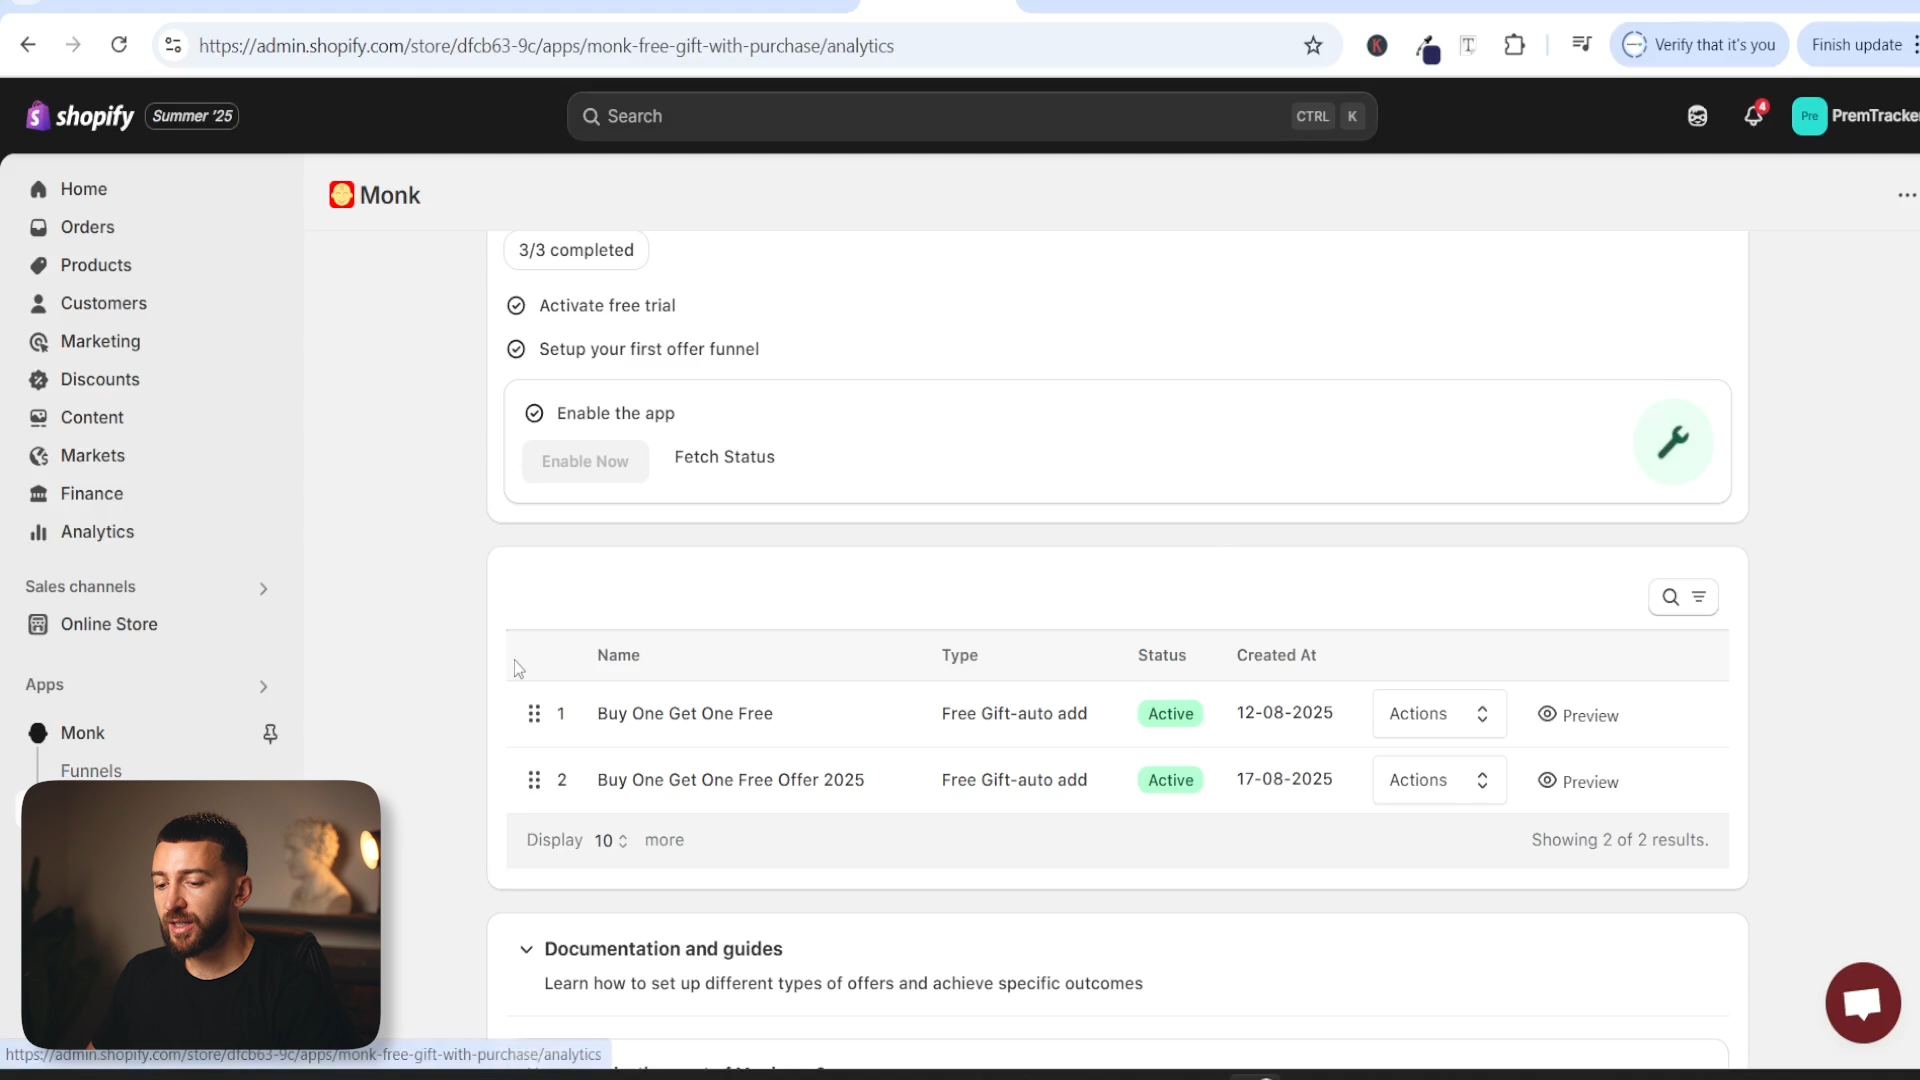 https://admin.shopify.com/store/dfcb63-9c/apps/monk-free-gift-with-purchase/analytics
K
T
Verify that it's you
Finish update
shopify
Summer '25
Search
CTRL
K
4
Pre
PremTracke
Home
Orders
Products
Customers
Marketing
Discounts
Content
Markets
Finance
Analytics
Sales channels
Online Store
Apps
Monk
Funnels
Monk
3/3 completed
Activate free trial
Setup your first offer funnel
Enable the app
Enable Now
Fetch Status
Name Type Status Created At
1 Buy One Get One Free Free Gift-auto add Active 12-08-2025 Actions Preview
2 Buy One Get One Free Offer 2025 Free Gift-auto add Active 17-08-2025 Actions Preview
Display 10 more
Showing 2 of 2 results.
Documentation and guides
Learn how to set up different types of offers and achieve specific outcomes
https://admin.shopify.com/store/dfcb63-9c/apps/monk-free-gift-with-purchase/analytics